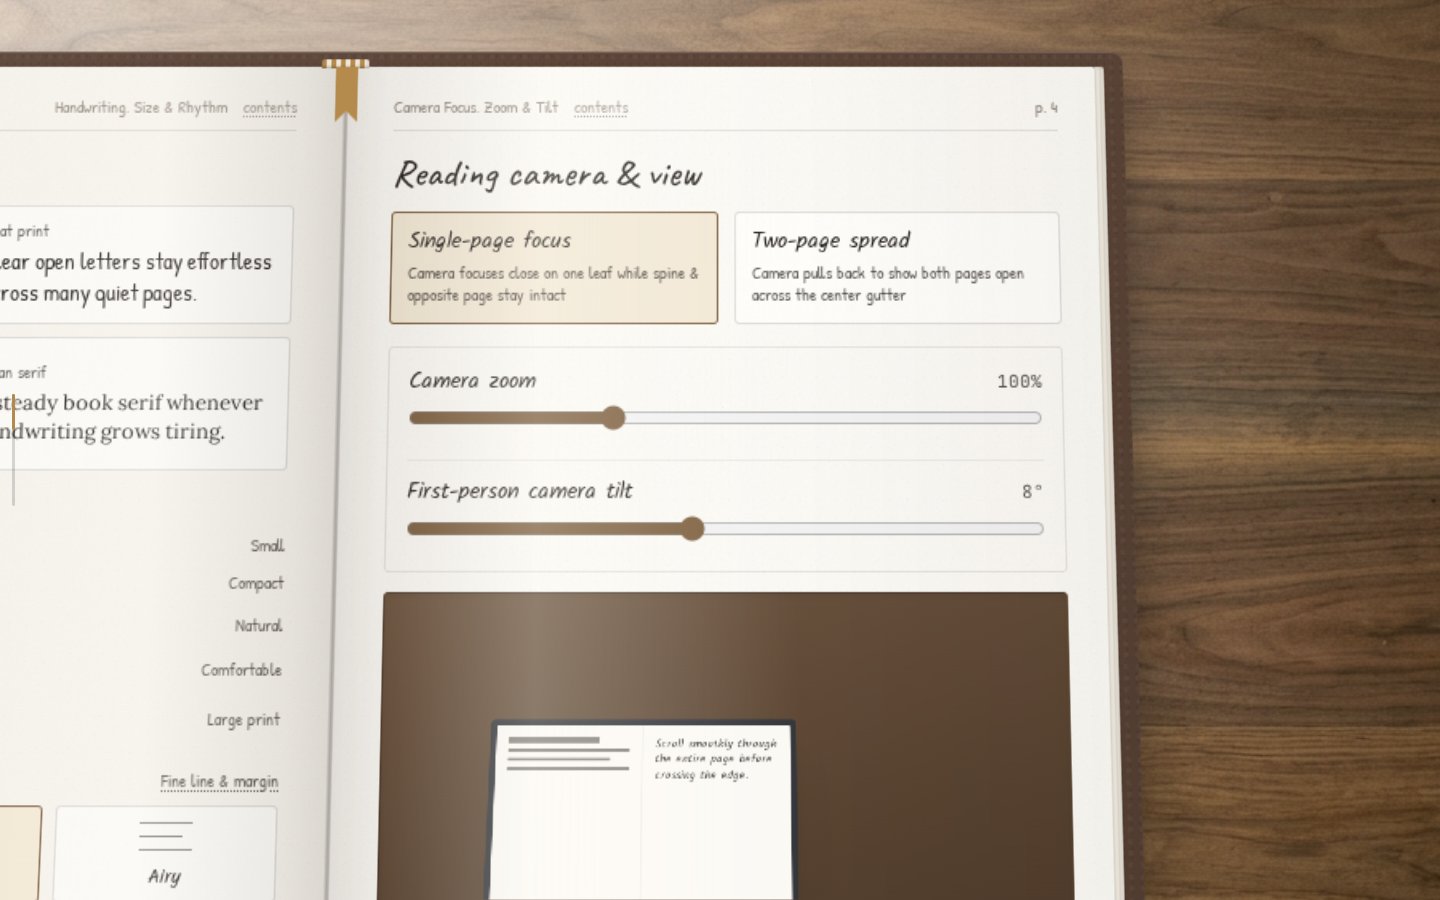 Handwriting. Size & Rhythm contents
at print
ear open letters stay effortless
ross many quiet pages.
an serif
steady book serif whenever
ndwriting grows tiring.
Small
Compact
Natural
Comfortable
Large print
Fine line & margin
Airy
Camera Focus. Zoom & Tilt contents p. 4
Reading camera & view
Single-page focus
Camera focuses close on one leaf while spine &
opposite page stay intact
Two-page spread
Camera pulls back to show both pages open
across the center gutter
Camera zoom 100%
First-person camera tilt 8°
Scroll smoothly through
the entire page before
crossing the edge.